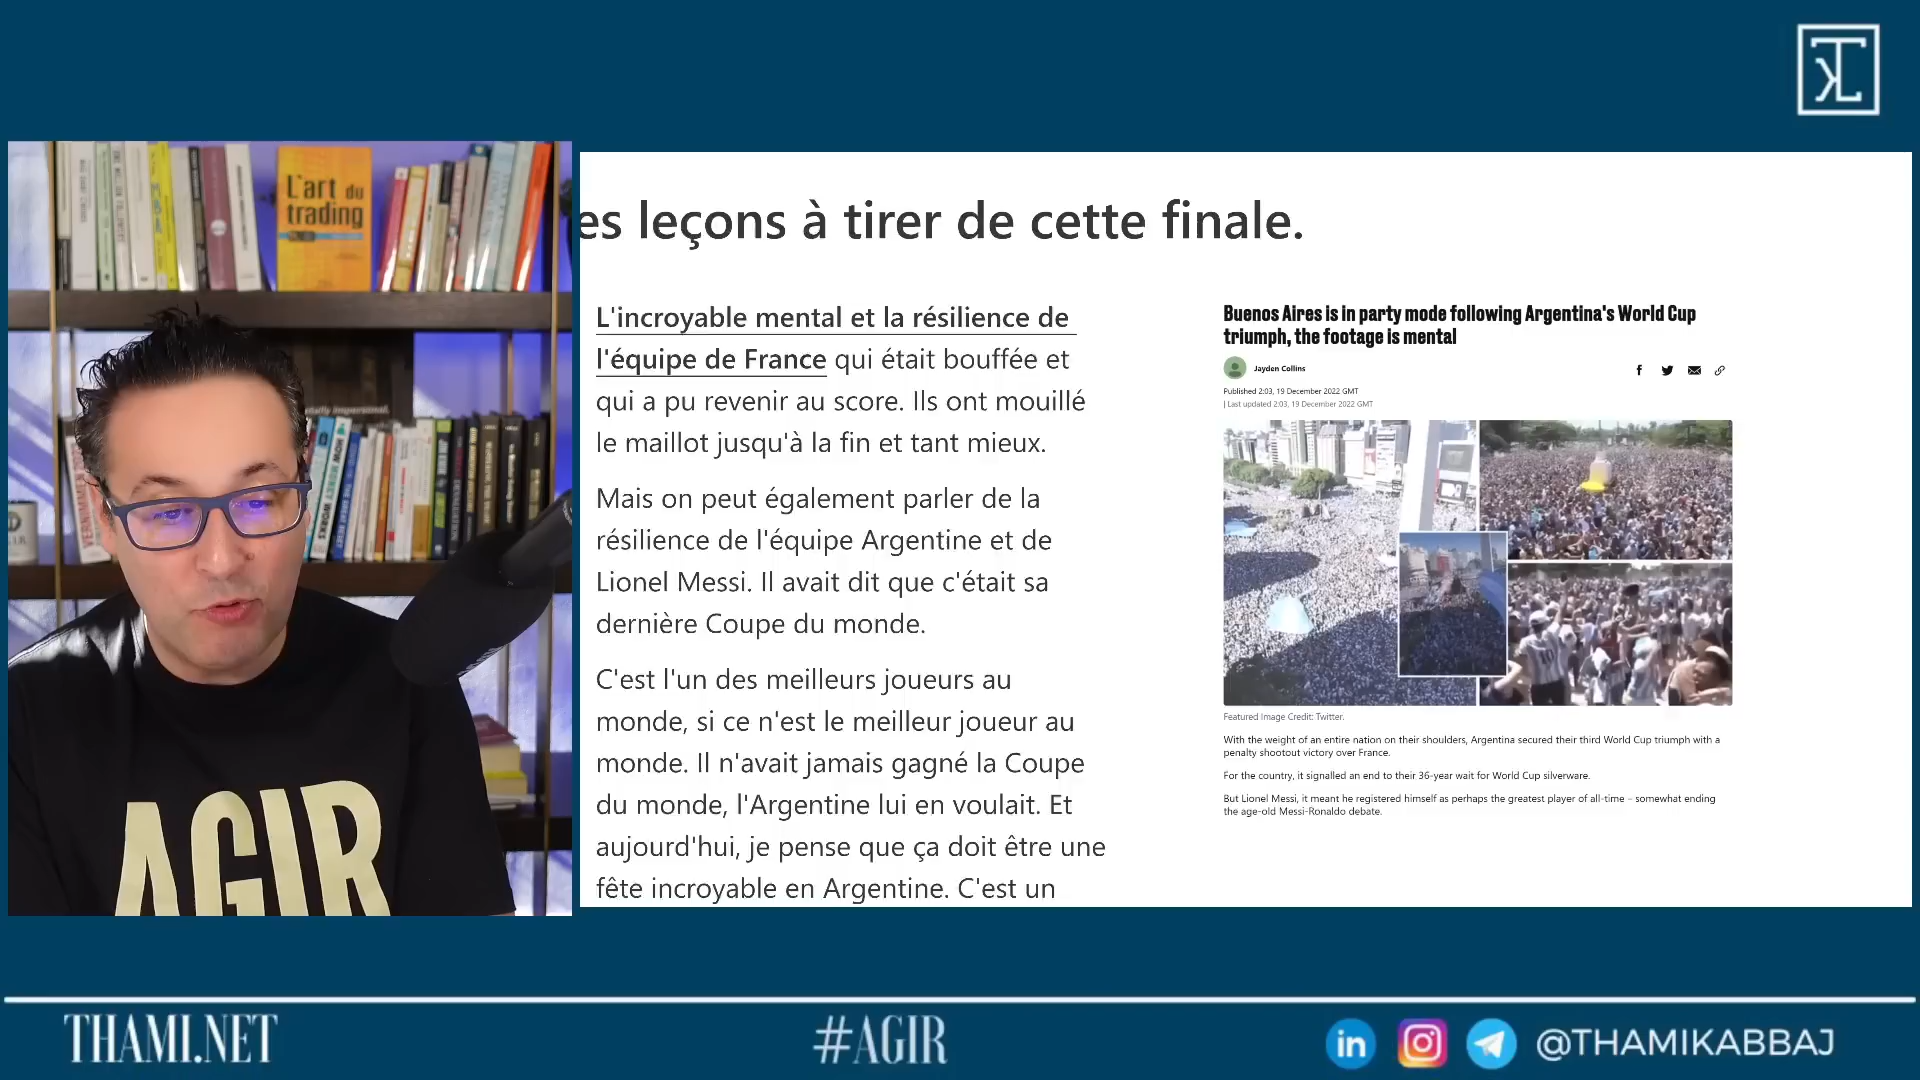 L'art du
trading
AGIR
es leçons à tirer de cette finale.
L'incroyable mental et la résilience de
l'équipe de France qui était bouffée et
qui a pu revenir au score. Ils ont mouillé
le maillot jusqu'à la fin et tant mieux.
Mais on peut également parler de la
résilience de l'équipe Argentine et de
Lionel Messi. Il avait dit que c'était sa
dernière Coupe du monde.
C'est l'un des meilleurs joueurs au
monde, si ce n'est le meilleur joueur au
monde. Il n'avait jamais gagné la Coupe
du monde, l'Argentine lui en voulait. Et
aujourd'hui, je pense que ça doit être une
fête incroyable en Argentine. C'est un
Buenos Aires is in party mode following Argentina's World Cup
triumph, the footage is mental
Jayden Collins
Published 2:03, 19 December 2022 GMT
| Last updated 2:03, 19 December 2022 GMT
Featured Image Credit: Twitter.
With the weight of an entire nation on their shoulders, Argentina secured their third World Cup triumph with a
penalty shootout victory over France.
For the country, it signalled an end to their 36-year wait for World Cup silverware.
But Lionel Messi, it meant he registered himself as perhaps the greatest player of all-time – somewhat ending
the age-old Messi-Ronaldo debate.
THAMI.NET
#AGIR
@THAMIKABBAJ